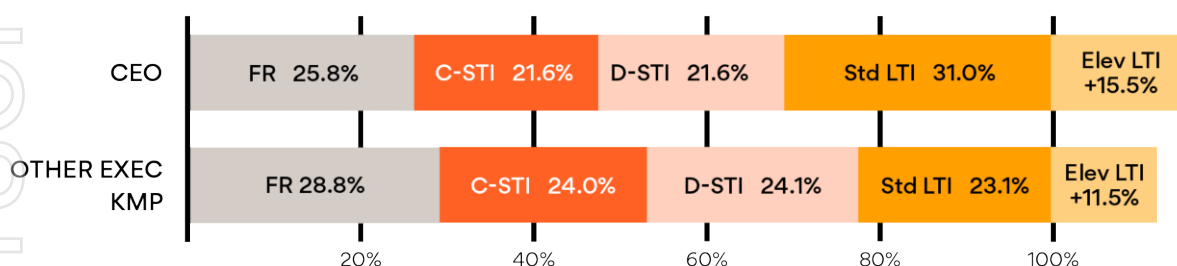 CEO
FR 25.8%
C-STI 21.6%
D-STI 21.6%
Std LTI 31.0%
Elev LTI
+15.5%
OTHER EXEC
KMP
FR 28.8%
C-STI 24.0%
D-STI 24.1%
Std LTI 23.1%
Elev LTI
+11.5%
20%
40%
60%
80%
100%